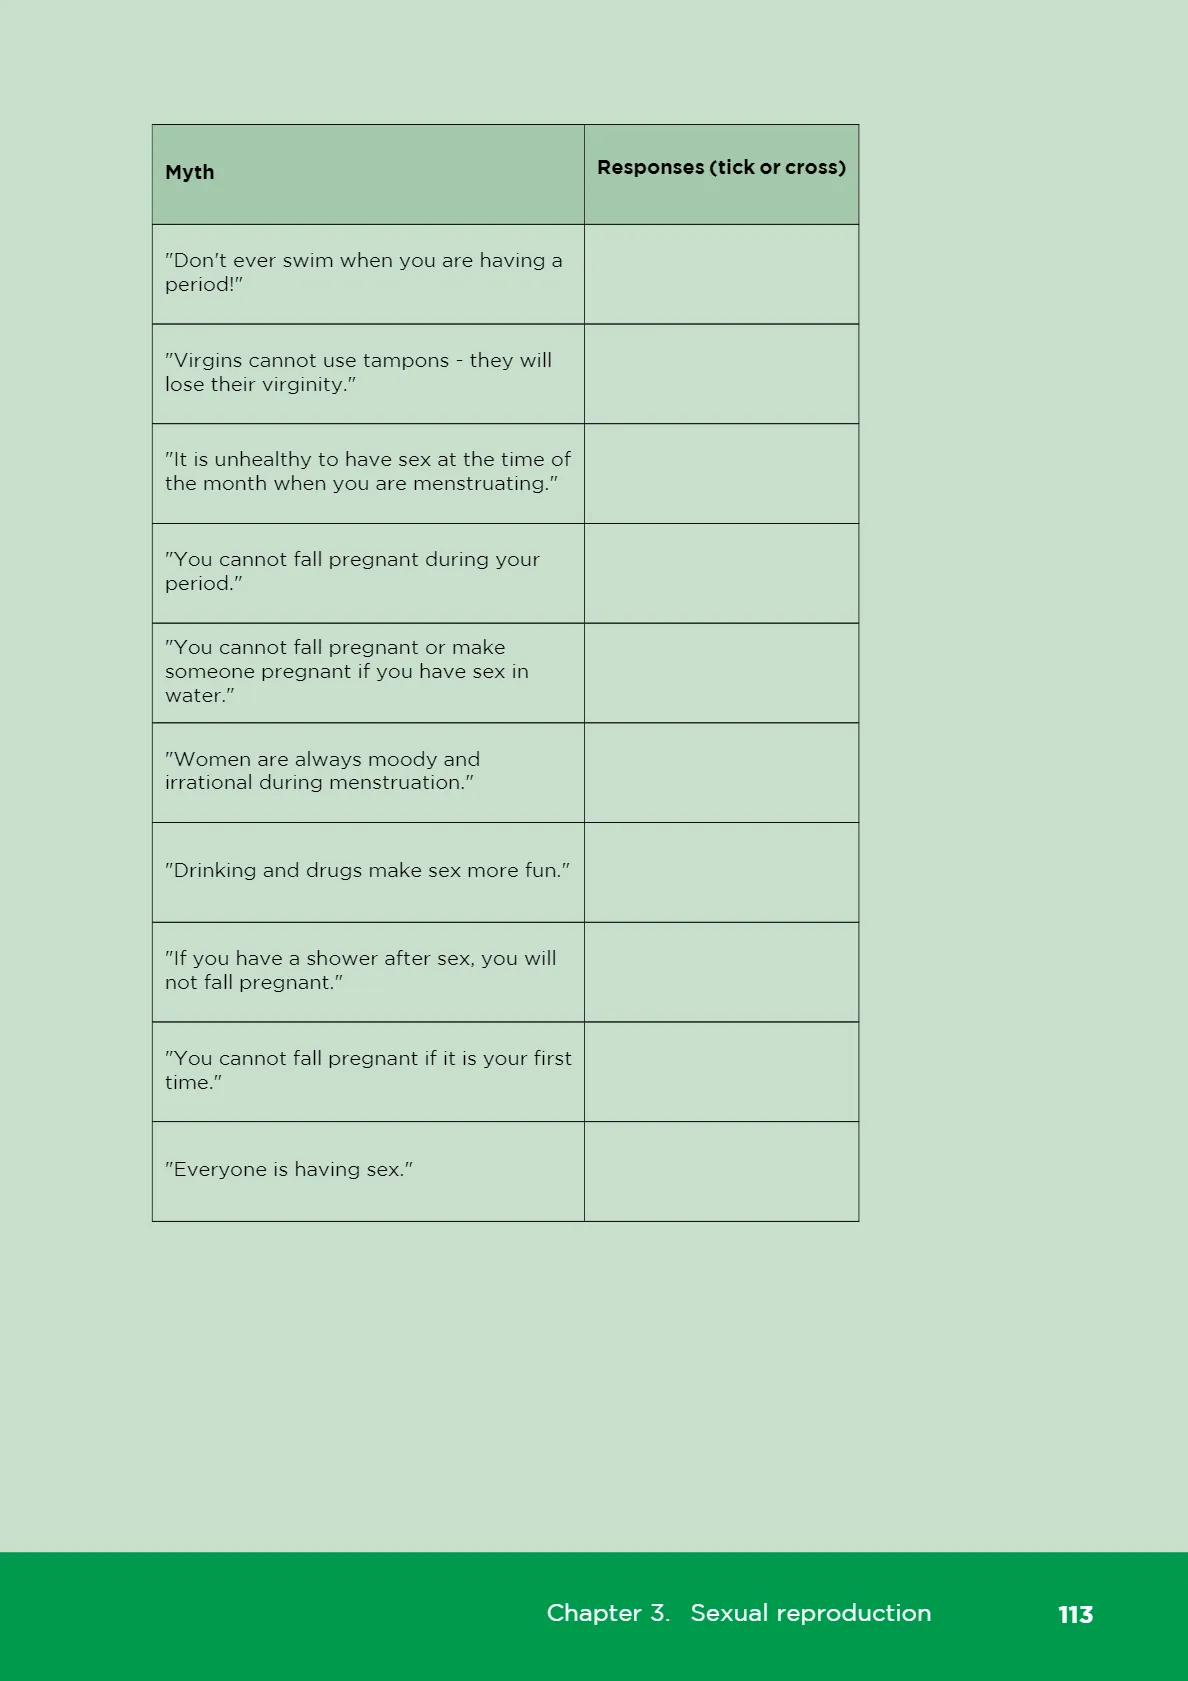 Myth
Responses (tick or cross)
"Don't ever swim when you are having a
period!"
"Virgins cannot use tampons - they will
lose their virginity."
"It is unhealthy to have sex at the time of
the month when you are menstruating."
"You cannot fall pregnant during your
period."
"You cannot fall pregnant or make
someone pregnant if you have sex in
water."
"Women are always moody and
irrational during menstruation."
"Drinking and drugs make sex more fun."
"If you have a shower after sex, you will
not fall pregnant."
"You cannot fall pregnant if it is your first
time."
"Everyone is having sex."
Chapter 3. Sexual reproduction 113